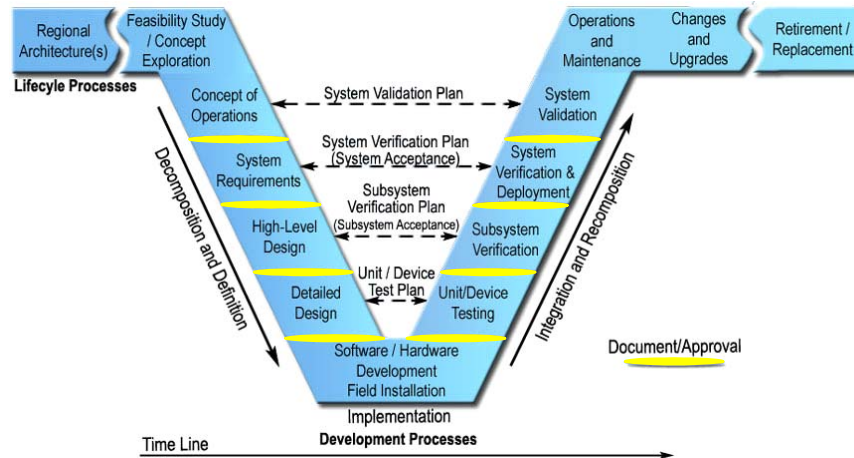 Regional
Architecture(s)
Feasibility Study
/ Concept
Exploration
Operations
and
Maintenance
Changes
and
Upgrades
Retirement /
Replacement
Lifecyle Processes
Concept of
Operations
System Validation Plan
System
Validation
System Verification Plan
(System Acceptance)
System
Requirements
System
Verification &
Deployment
Subsystem
Verification Plan
(Subsystem Acceptance)
High-Level
Design
Subsystem
Verification
Unit / Device
Test Plan
Detailed
Design
Unit/Device
Testing
Decomposition and Definition
Integration and Recomposition
Software / Hardware
Development
Field Installation
Document/Approval
Implementation
Development Processes
Time Line